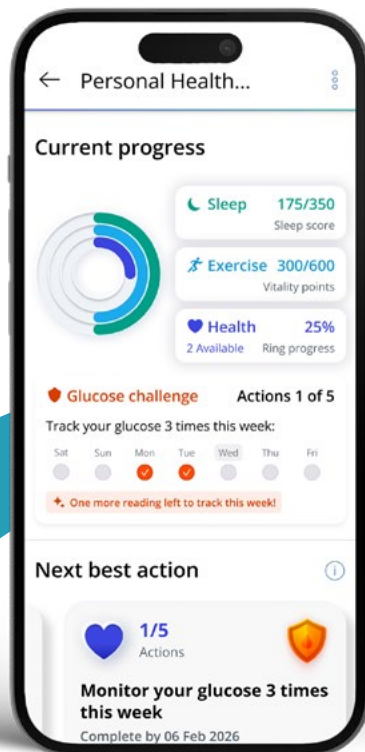 Personal Health...
Current progress
Sleep 175/350
Sleep score
Exercise 300/600
Vitality points
Health 25%
2 Available Ring progress
Glucose challenge Actions 1 of 5
Track your glucose 3 times this week:
Sat Sun Mon Tue Wed Thu Fri
One more reading left to track this week!
Next best action
1/5
Actions
Monitor your glucose 3 times
this week
Complete by 06 Feb 2026